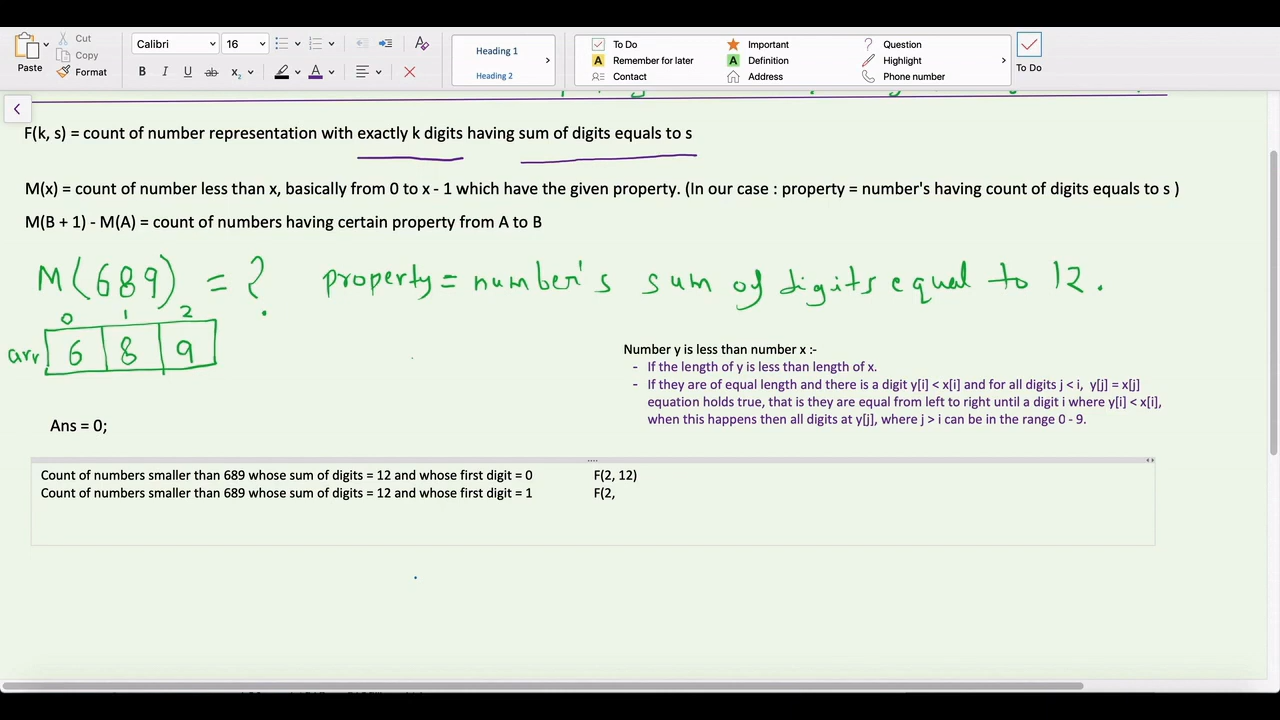 Cut
Copy
Paste
Format
Calibri
16
B I U ab x₂ A
Heading 1
Heading 2
To Do
Important
Question
Remember for later
A Definition
Highlight
Contact
Address
Phone number
To Do
F(k, s) = count of number representation with exactly k digits having sum of digits equals to s
M(x) = count of number less than x, basically from 0 to x - 1 which have the given property. (In our case : property = number's having count of digits equals to s )
M(B + 1) - M(A) = count of numbers having certain property from A to B
M(689) = ? property = number's sum of digits equal to 12.
0 1 2
arr 6 8 9
Number y is less than number x :-
- If the length of y is less than length of x.
- If they are of equal length and there is a digit y[i] < x[i] and for all digits j < i, y[j] = x[j]
equation holds true, that is they are equal from left to right until a digit i where y[i] < x[i],
when this happens then all digits at y[j], where j > i can be in the range 0 - 9.
Ans = 0;
Count of numbers smaller than 689 whose sum of digits = 12 and whose first digit = 0 F(2, 12)
Count of numbers smaller than 689 whose sum of digits = 12 and whose first digit = 1 F(2,